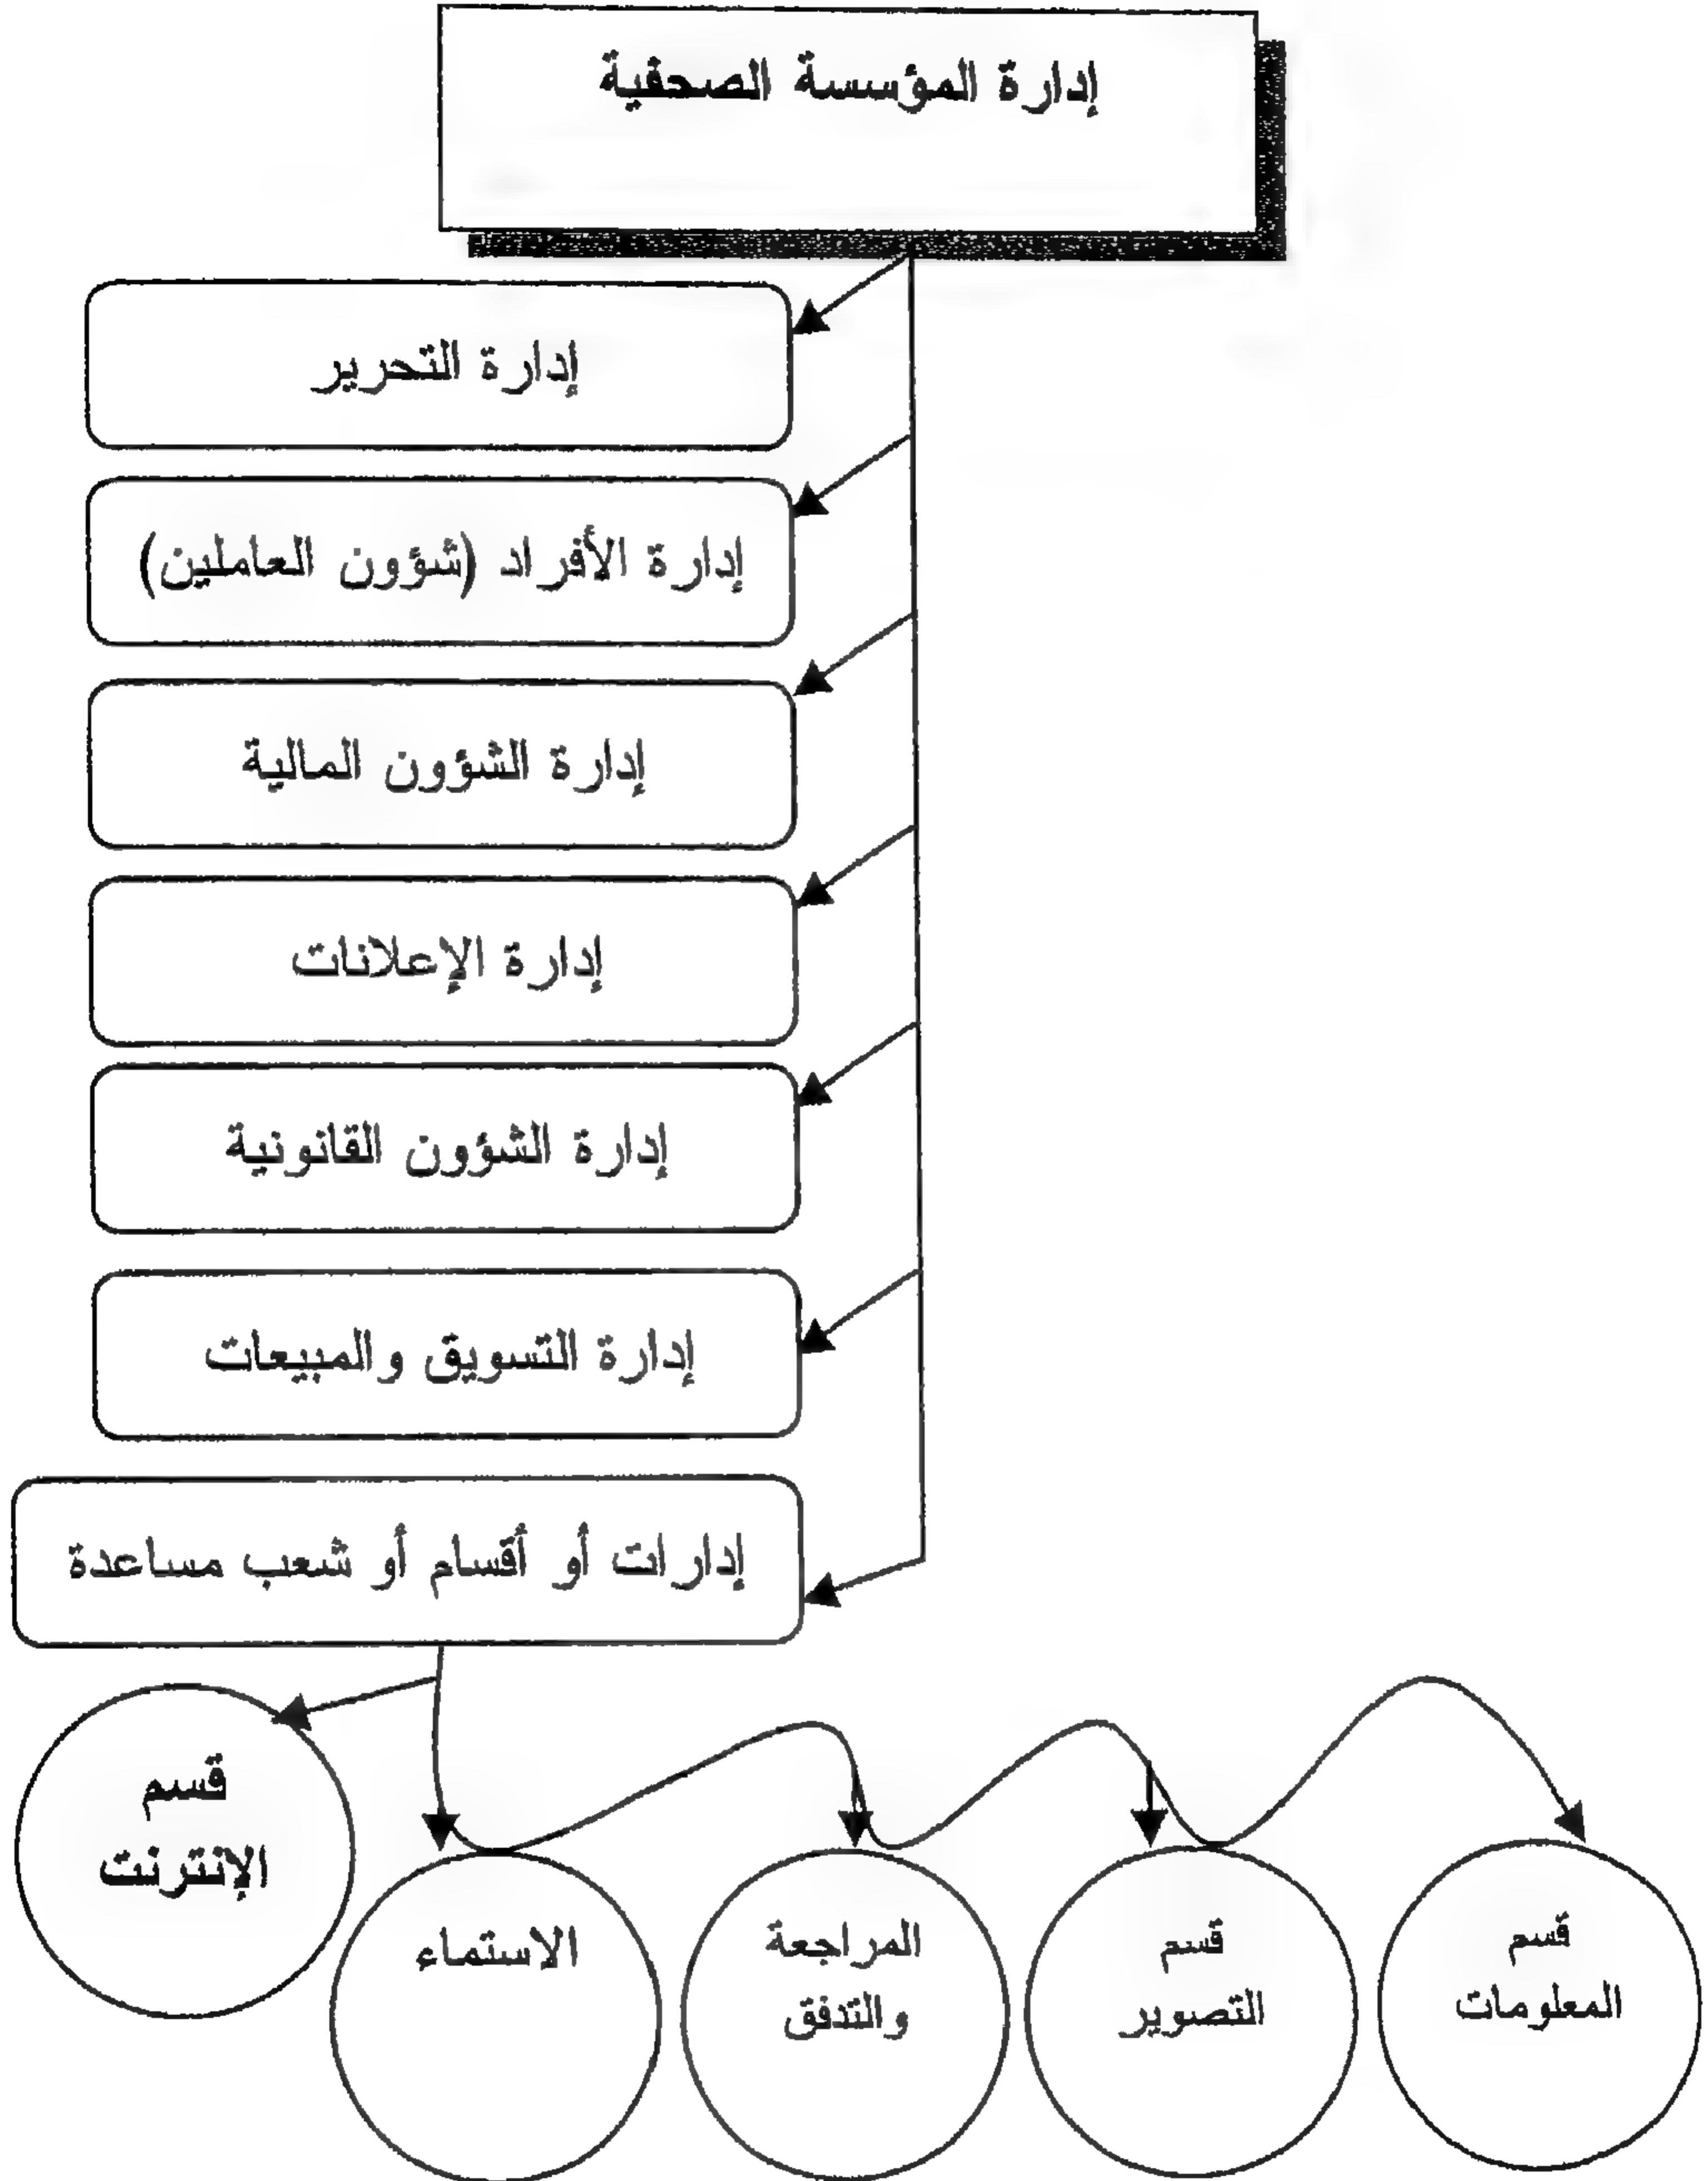 إدارة المؤسسة الصحفية
إدارة التحرير
إدارة الأفراد (شؤون العاملين)
إدارة الشؤون المالية
إدارة الإعلانات
إدارة الشؤون القانونية
إدارة التسويق والمبيعات
إدارات أو أقسام أو شعب مساعدة
قسم
المعلومات
قسم
التصوير
المراجعة
والتدفق
الاستماء
قسم
الإنترنت